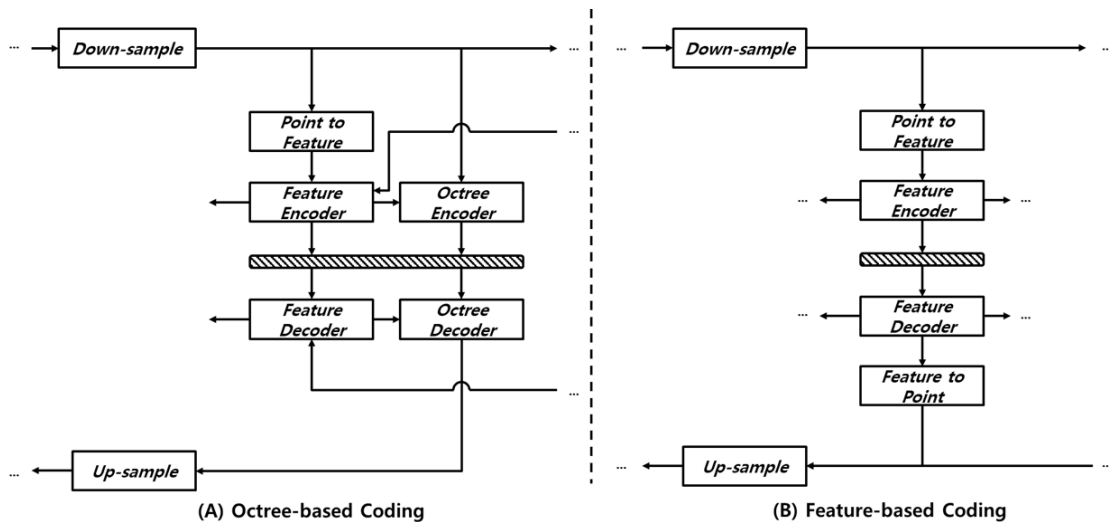 ... Down-sample ...
Point to
Feature
...
Feature
Encoder
Octree
Encoder
...
Feature
Decoder
Octree
Decoder
...
...
... Up-sample
(A) Octree-based Coding
... Down-sample ...
Point to
Feature
... Feature
Encoder ...
... Feature
Decoder ...
Feature to
Point
... Up-sample ...
(B) Feature-based Coding